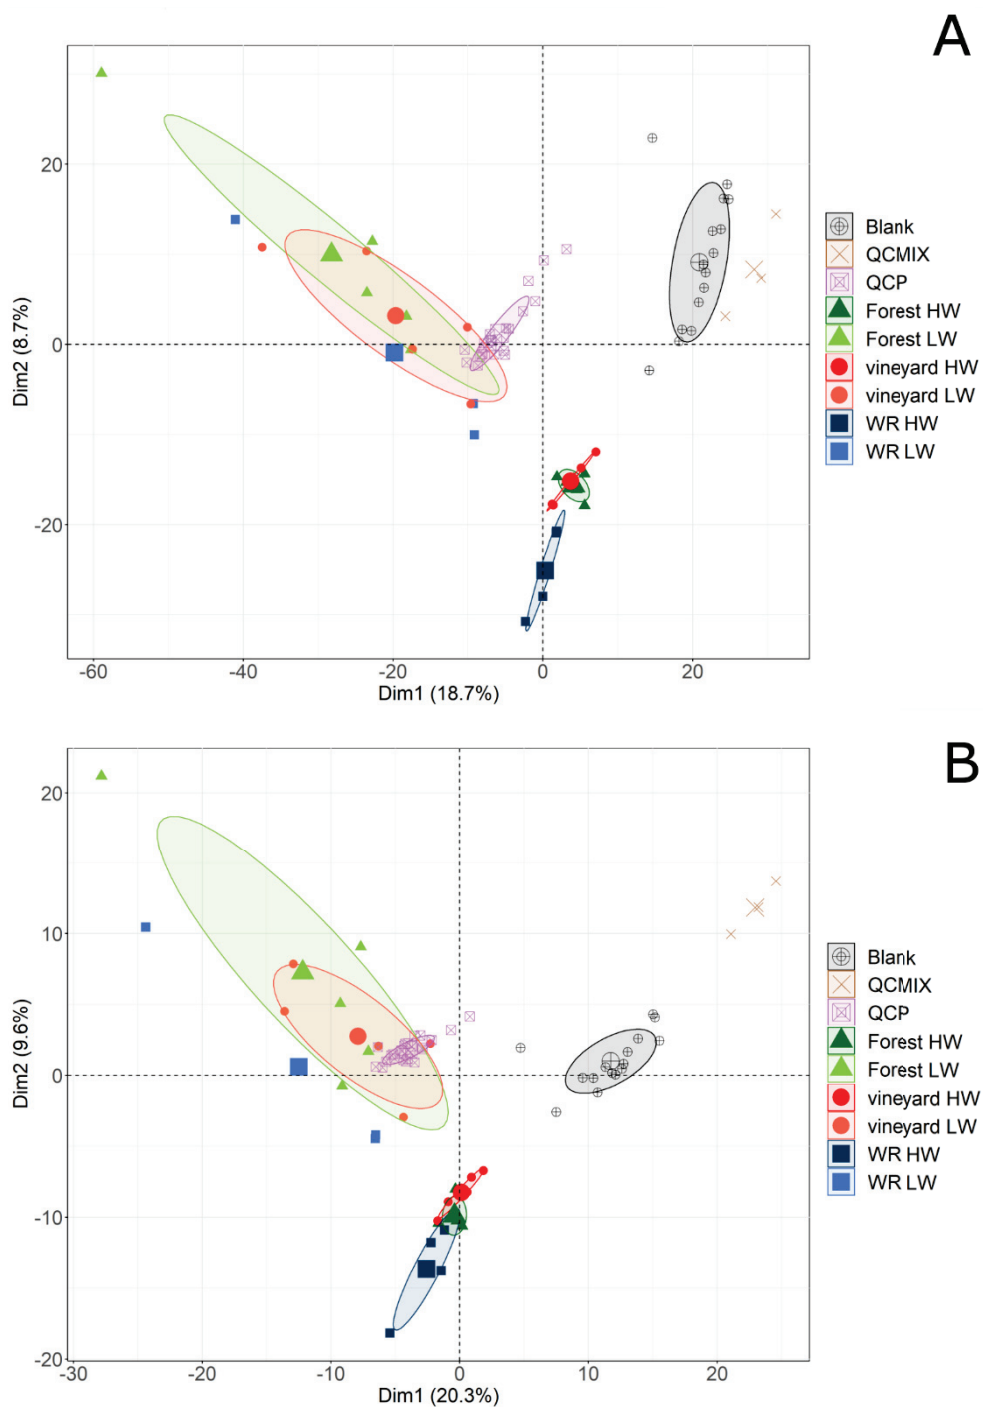 A
20
0
-20
Dim2 (8.7%)
-60
-40
-20
0
20
Dim1 (18.7%)
Blank
QCMIX
QCP
Forest HW
Forest LW
vineyard HW
vineyard LW
WR HW
WR LW
B
20
10
0
-10
-20
Dim2 (9.6%)
-30
-20
-10
0
10
20
Dim1 (20.3%)
Blank
QCMIX
QCP
Forest HW
Forest LW
vineyard HW
vineyard LW
WR HW
WR LW